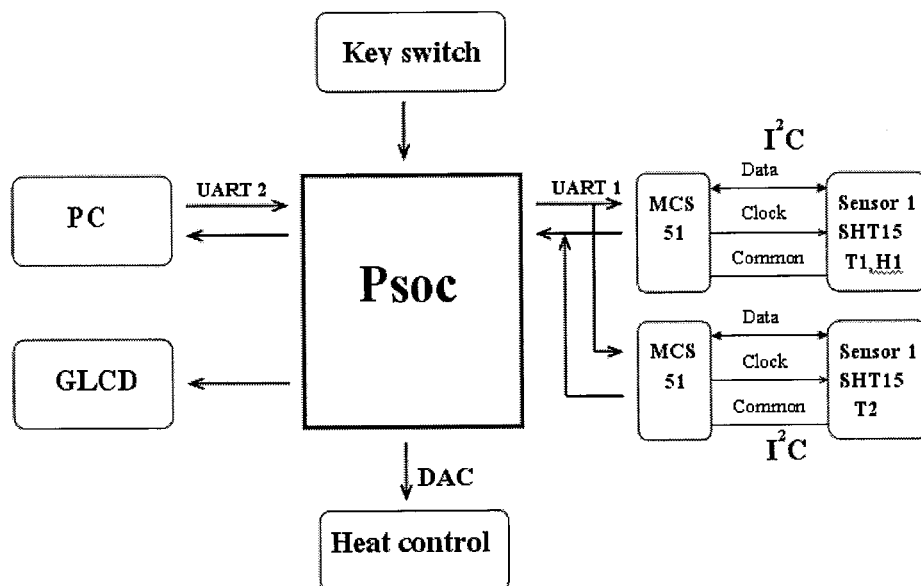 Key switch
I²C
UART 2
UART 1
PC
MCS
51
Data
Clock
Common
Sensor 1
SHT15
T1,H1
Psoc
GLCD
MCS
51
Data
Clock
Common
Sensor 1
SHT15
T2
I²C
DAC
Heat control